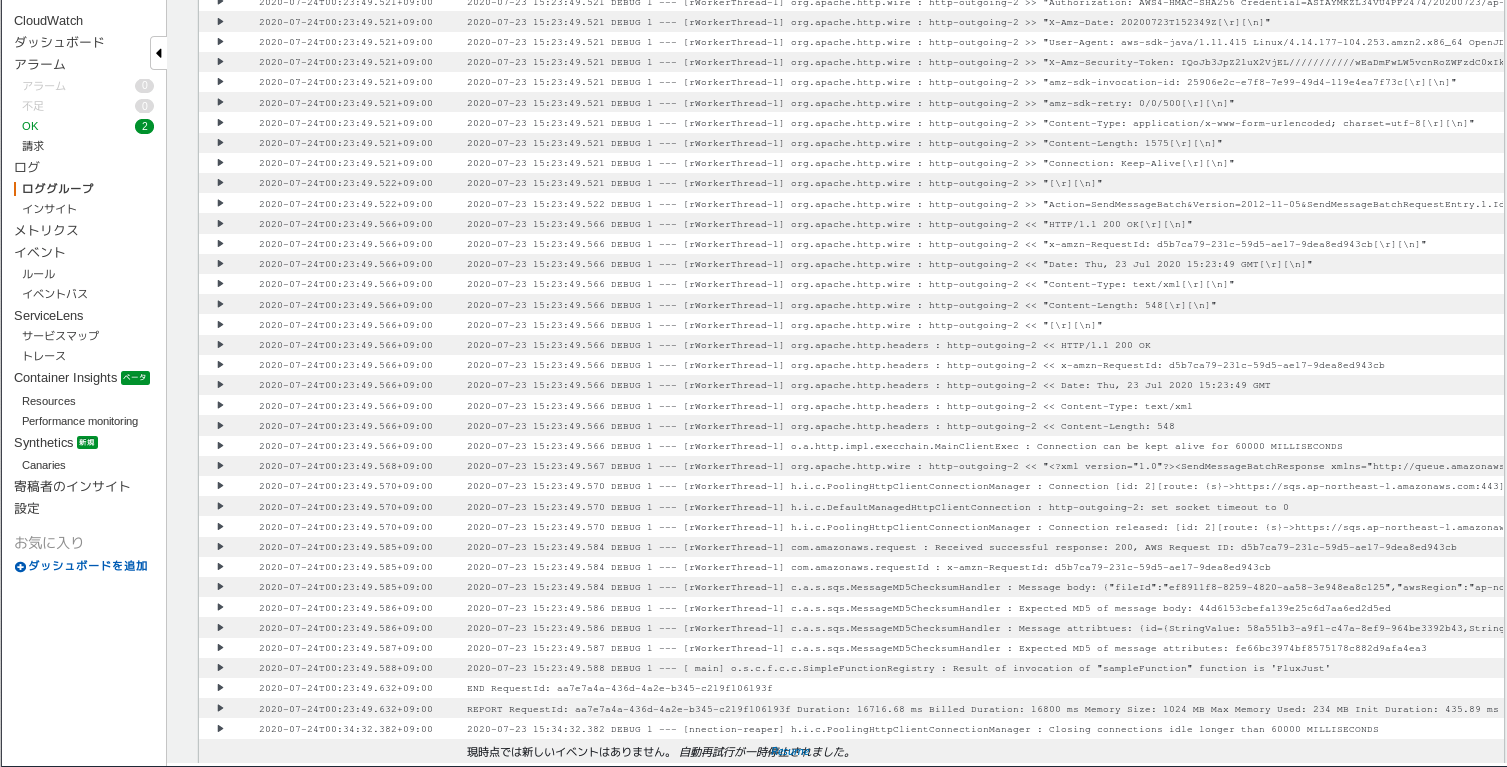 CloudWatch
ダッシュボード
アラーム
アラーム 0
不足 0
OK 2
請求
ログ
ロググループ
インサイト
メトリクス
イベント
ルール
イベントバス
ServiceLens
サービスマップ
トレース
Container Insights ベータ
Resources
Performance monitoring
Synthetics 新規
Canaries
寄稿者のインサイト
設定
お気に入り
ダッシュボードを追加
2020-07-24T00:23:49.521+09:00 2020-07-23 15:23:49.521 DEBUG 1 --- [rWorkerThread-1] org.apache.http.wire : http-outgoing-2 >> "Authorization: AWS4-HMAC-SHA256
2020-07-24T00:23:49.521+09:00 2020-07-23 15:23:49.521 DEBUG 1 --- [rWorkerThread-1] org.apache.http.wire : http-outgoing-2 >> "X-Amz-Date: 20200723T152349Z[\r][\n]"
2020-07-24T00:23:49.521+09:00 2020-07-23 15:23:49.521 DEBUG 1 --- [rWorkerThread-1] org.apache.http.wire : http-outgoing-2 >> "User-Agent: aws-sdk-java/1.11.415 Linux/4.14.177-104.253.amzn2.x86_64 OpenJD
2020-07-24T00:23:49.521+09:00 2020-07-23 15:23:49.521 DEBUG 1 --- [rWorkerThread-1] org.apache.http.wire : http-outgoing-2 >> "X-Amz-Security-Token:
2020-07-24T00:23:49.521+09:00 2020-07-23 15:23:49.521 DEBUG 1 --- [rWorkerThread-1] org.apache.http.wire : http-outgoing-2 >> "amz-sdk-invocation-id: 25906e2c-e7f8-7e99-49d4-119e4ea7f73c[\r][\n]"
2020-07-24T00:23:49.521+09:00 2020-07-23 15:23:49.521 DEBUG 1 --- [rWorkerThread-1] org.apache.http.wire : http-outgoing-2 >> "amz-sdk-retry: 0/0/500[\r][\n]"
2020-07-24T00:23:49.521+09:00 2020-07-23 15:23:49.521 DEBUG 1 --- [rWorkerThread-1] org.apache.http.wire : http-outgoing-2 >> "Content-Type: application/x-www-form-urlencoded; charset=utf-8[\r][\n]"
2020-07-24T00:23:49.521+09:00 2020-07-23 15:23:49.521 DEBUG 1 --- [rWorkerThread-1] org.apache.http.wire : http-outgoing-2 >> "Content-Length: 1575[\r][\n]"
2020-07-24T00:23:49.521+09:00 2020-07-23 15:23:49.521 DEBUG 1 --- [rWorkerThread-1] org.apache.http.wire : http-outgoing-2 >> "Connection: Keep-Alive[\r][\n]"
2020-07-24T00:23:49.522+09:00 2020-07-23 15:23:49.521 DEBUG 1 --- [rWorkerThread-1] org.apache.http.wire : http-outgoing-2 >> "[\r][\n]"
2020-07-24T00:23:49.522+09:00 2020-07-23 15:23:49.522 DEBUG 1 --- [rWorkerThread-1] org.apache.http.wire : http-outgoing-2 >> "Action=SendMessageBatch&Version=2012-11-05&SendMessageBatchRequestEntry.1.Id
2020-07-24T00:23:49.566+09:00 2020-07-23 15:23:49.566 DEBUG 1 --- [rWorkerThread-1] org.apache.http.wire : http-outgoing-2 << "HTTP/1.1 200 OK[\r][\n]"
2020-07-24T00:23:49.566+09:00 2020-07-23 15:23:49.566 DEBUG 1 --- [rWorkerThread-1] org.apache.http.wire : http-outgoing-2 << "x-amzn-RequestId: d5b7ca79-231c-59d5-ae17-9dea8ed943cb[\r][\n]"
2020-07-24T00:23:49.566+09:00 2020-07-23 15:23:49.566 DEBUG 1 --- [rWorkerThread-1] org.apache.http.wire : http-outgoing-2 << "Date: Thu, 23 Jul 2020 15:23:49 GMT[\r][\n]"
2020-07-24T00:23:49.566+09:00 2020-07-23 15:23:49.566 DEBUG 1 --- [rWorkerThread-1] org.apache.http.wire : http-outgoing-2 << "Content-Type: text/xml[\r][\n]"
2020-07-24T00:23:49.566+09:00 2020-07-23 15:23:49.566 DEBUG 1 --- [rWorkerThread-1] org.apache.http.wire : http-outgoing-2 << "Content-Length: 548[\r][\n]"
2020-07-24T00:23:49.566+09:00 2020-07-23 15:23:49.566 DEBUG 1 --- [rWorkerThread-1] org.apache.http.wire : http-outgoing-2 << "[\r][\n]"
2020-07-24T00:23:49.566+09:00 2020-07-23 15:23:49.566 DEBUG 1 --- [rWorkerThread-1] org.apache.http.headers : http-outgoing-2 << HTTP/1.1 200 OK
2020-07-24T00:23:49.566+09:00 2020-07-23 15:23:49.566 DEBUG 1 --- [rWorkerThread-1] org.apache.http.headers : http-outgoing-2 << x-amzn-RequestId: d5b7ca79-231c-59d5-ae17-9dea8ed943cb
2020-07-24T00:23:49.566+09:00 2020-07-23 15:23:49.566 DEBUG 1 --- [rWorkerThread-1] org.apache.http.headers : http-outgoing-2 << Date: Thu, 23 Jul 2020 15:23:49 GMT
2020-07-24T00:23:49.566+09:00 2020-07-23 15:23:49.566 DEBUG 1 --- [rWorkerThread-1] org.apache.http.headers : http-outgoing-2 << Content-Type: text/xml
2020-07-24T00:23:49.566+09:00 2020-07-23 15:23:49.566 DEBUG 1 --- [rWorkerThread-1] org.apache.http.headers : http-outgoing-2 << Content-Length: 548
2020-07-24T00:23:49.566+09:00 2020-07-23 15:23:49.566 DEBUG 1 --- [rWorkerThread-1] o.a.http.impl.execchain.MainClientExec : Connection can be kept alive for 60000 MILLISECONDS
2020-07-24T00:23:49.568+09:00 2020-07-23 15:23:49.567 DEBUG 1 --- [rWorkerThread-1] org.apache.http.wire : http-outgoing-2 << "<?xml version="1.0"?><SendMessageBatchResponse xmlns="http://queue.amazonaws
2020-07-24T00:23:49.570+09:00 2020-07-23 15:23:49.570 DEBUG 1 --- [rWorkerThread-1] h.i.c.PoolingHttpClientConnectionManager : Connection [id: 2][route: {s}->https://sqs.ap-northeast-1.amazonaws.com:443]
2020-07-24T00:23:49.570+09:00 2020-07-23 15:23:49.570 DEBUG 1 --- [rWorkerThread-1] h.i.c.DefaultManagedHttpClientConnection : http-outgoing-2: set socket timeout to 0
2020-07-24T00:23:49.570+09:00 2020-07-23 15:23:49.570 DEBUG 1 --- [rWorkerThread-1] h.i.c.PoolingHttpClientConnectionManager : Connection released: [id: 2][route: {s}->https://sqs.ap-northeast-1.amazonaw
2020-07-24T00:23:49.585+09:00 2020-07-23 15:23:49.584 DEBUG 1 --- [rWorkerThread-1] com.amazonaws.request : Received successful response: 200, AWS Request ID: d5b7ca79-231c-59d5-ae17-9dea8ed943cb
2020-07-24T00:23:49.585+09:00 2020-07-23 15:23:49.584 DEBUG 1 --- [rWorkerThread-1] com.amazonaws.requestId : x-amzn-RequestId: d5b7ca79-231c-59d5-ae17-9dea8ed943cb
2020-07-24T00:23:49.585+09:00 2020-07-23 15:23:49.584 DEBUG 1 --- [rWorkerThread-1] c.a.s.sqs.MessageMD5ChecksumHandler : Message body: {"fileId":"ef8911f8-8259-4820-aa58-3e948ea8c125","awsRegion":"ap-no
2020-07-24T00:23:49.586+09:00 2020-07-23 15:23:49.586 DEBUG 1 --- [rWorkerThread-1] c.a.s.sqs.MessageMD5ChecksumHandler : Expected MD5 of message body: 44d6153cbefa139e25c6d7aa6ed2d5ed
2020-07-24T00:23:49.586+09:00 2020-07-23 15:23:49.586 DEBUG 1 --- [rWorkerThread-1] c.a.s.sqs.MessageMD5ChecksumHandler : Message attribtues: {id={StringValue: 58a551b3-a9f1-c47a-8ef9-964be3392b43,String
2020-07-24T00:23:49.587+09:00 2020-07-23 15:23:49.587 DEBUG 1 --- [rWorkerThread-1] c.a.s.sqs.MessageMD5ChecksumHandler : Expected MD5 of message attributes: fe66bc3974bf8575178c882d9afa4ea3
2020-07-24T00:23:49.588+09:00 2020-07-23 15:23:49.588 DEBUG 1 --- [ main] o.s.c.f.c.c.SimpleFunctionRegistry : Result of invocation of "sampleFunction" function is 'FluxJust'
2020-07-24T00:23:49.632+09:00 END RequestId: aa7e7a4a-436d-4a2e-b345-c219f106193f
2020-07-24T00:23:49.632+09:00 REPORT RequestId: aa7e7a4a-436d-4a2e-b345-c219f106193f Duration: 16716.68 ms Billed Duration: 16800 ms Memory Size: 1024 MB Max Memory Used: 234 MB Init Duration: 435.89 ms
2020-07-24T00:34:32.382+09:00 2020-07-23 15:34:32.382 DEBUG 1 --- [nnection-reaper] h.i.c.PoolingHttpClientConnectionManager : Closing connections idle longer than 60000 MILLISECONDS
現時点では新しいイベントはありません。 自動再試行が一時停止されました。